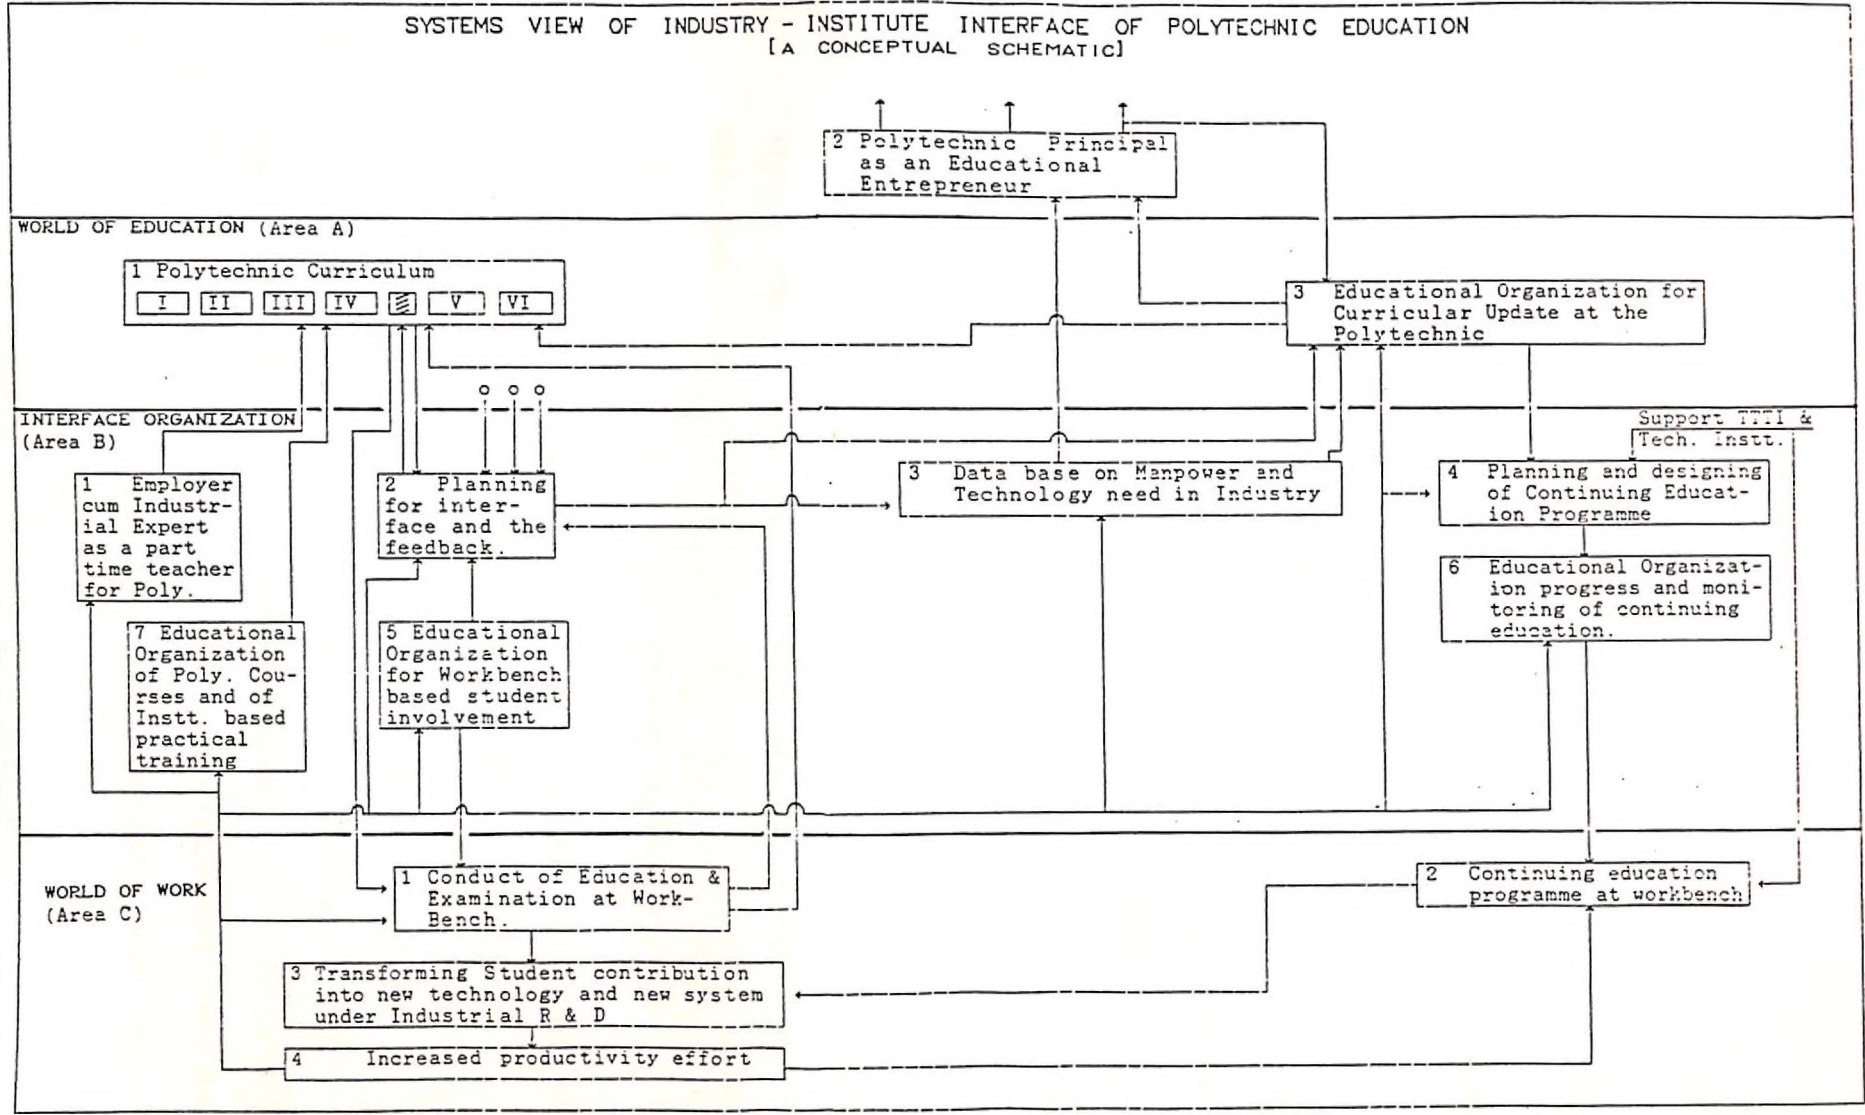 SYSTEMS VIEW OF INDUSTRY - INSTITUTE INTERFACE OF POLYTECHNIC EDUCATION
[A CONCEPTUAL SCHEMATIC]
2 Polytechnic Principal
as an Educational
Entrepreneur
WORLD OF EDUCATION (Area A)
1 Polytechnic Curriculum
I II III IV V VI
3 Educational Organization for
Curricular Update at the
Polytechnic
INTERFACE ORGANIZATION
(Area B)
Support TTTI &
Tech. Instt.
1 Employer
cum Industr-
ial Expert
as a part
time teacher
for Poly.
2 Planning
for inter-
face and the
feedback.
3 Data base on Manpower and
Technology need in Industry
4 Planning and designing
of Continuing Educat-
ion Programme
6 Educational Organizat-
ion progress and moni-
toring of continuing
education.
7 Educational
Organization
of Poly. Cou-
rses and of
Instt. based
practical
training
5 Educational
Organization
for Workbench
based student
involvement
WORLD OF WORK
(Area C)
1 Conduct of Education &
Examination at Work-
Bench.
2 Continuing education
programme at workbench
3 Transforming Student contribution
into new technology and new system
under Industrial R & D
4 Increased productivity effort